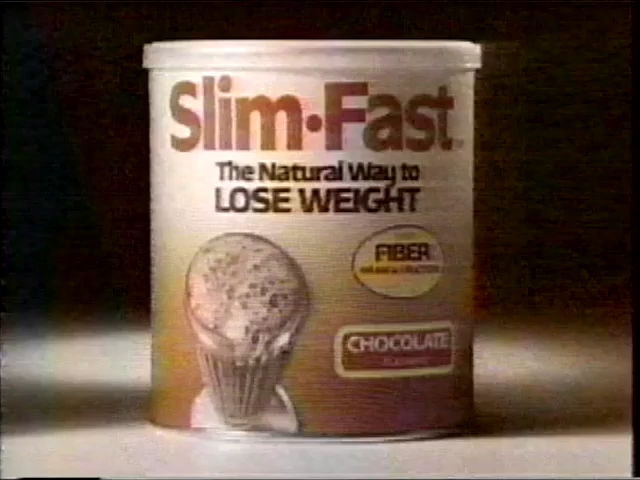 Slim•Fast
The Natural Way to
LOSE WEIGHT
FIBER
CHOCOLATE